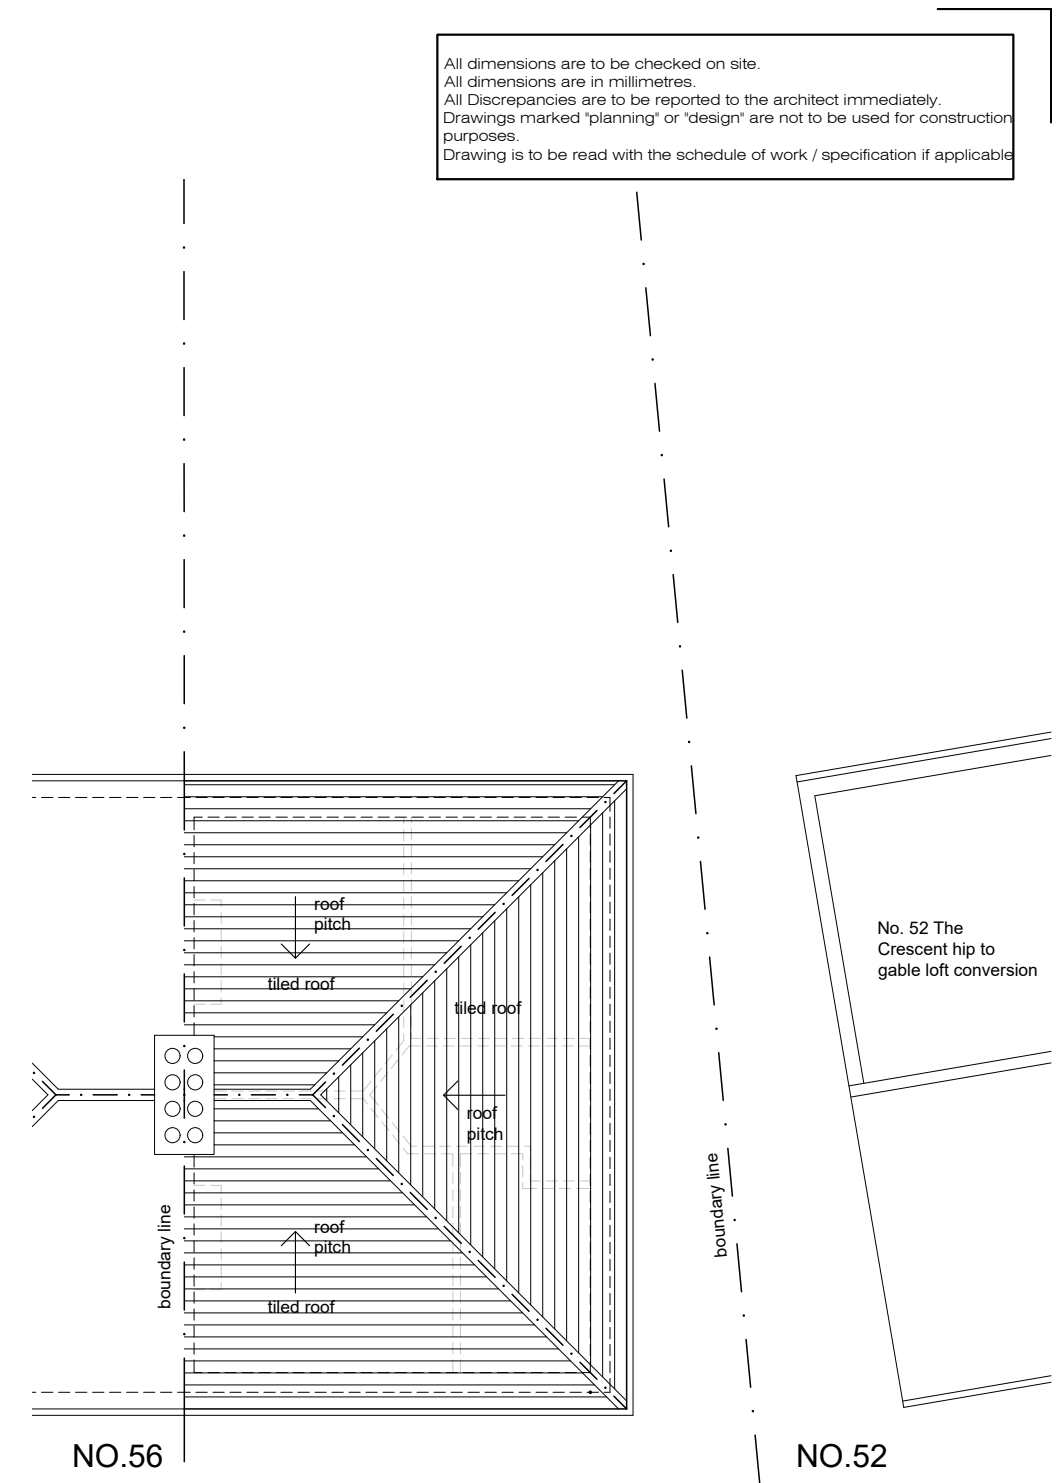 All dimensions are to be checked on site.
All dimensions are in millimetres.
All Discrepancies are to be reported to the architect immediately.
Drawings marked "planning" or "design" are not to be used for construction
purposes.
Drawing is to be read with the schedule of work / specification if applicable
roof
pitch
tiled roof
tiled roof
No. 52 The
Crescent hip to
gable loft conversion
roof
pitch
boundary line
boundary line
roof
pitch
tiled roof
NO.56
NO.52